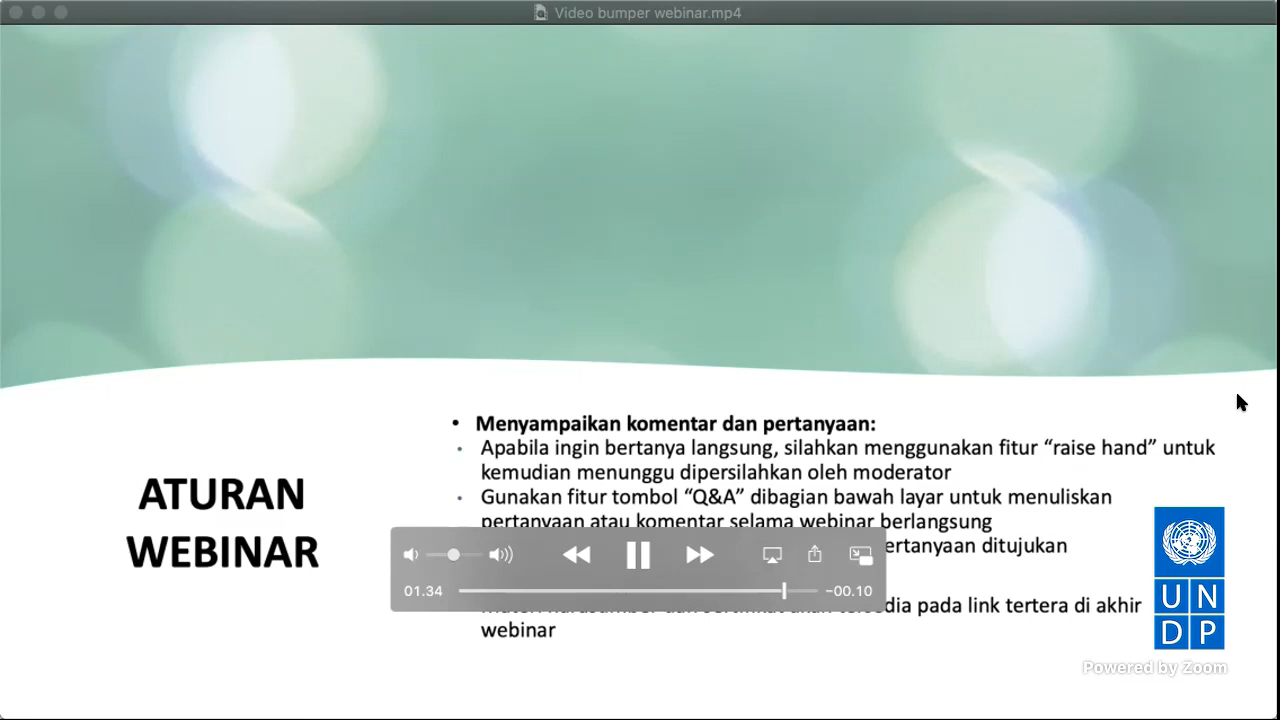 Video bumper webinar.mp4
ATURAN
WEBINAR
• Menyampaikan komentar dan pertanyaan:
• Apabila ingin bertanya langsung, silahkan menggunakan fitur “raise hand” untuk
kemudian menunggu dipersilahkan oleh moderator
• Gunakan fitur tombol “Q&A” dibagian bawah layar untuk menuliskan
pertanyaan atau komentar selama webinar berlangsung
ertanyaan ditujukan
01.34
−00.10
dia pada link tertera di akhir
webinar
U N
D P
Powered by Zoom